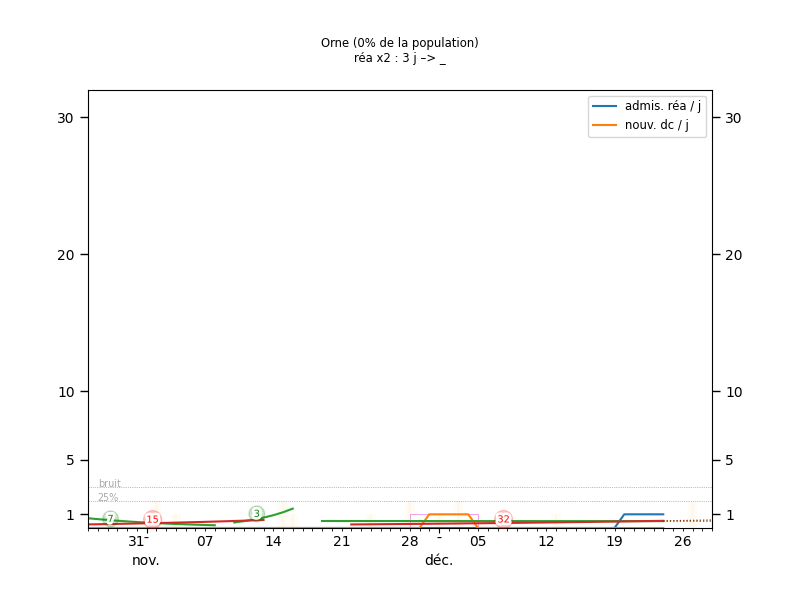 Orne (0% de la population)
réa x2 : 3 j –> _
admis. réa / j
nouv. dc / j
30 30
20 20
10 10
5 5
bruit
25%
1 7 15 3 32 1
31 07 14 21 28 05 12 19 26
nov. déc.